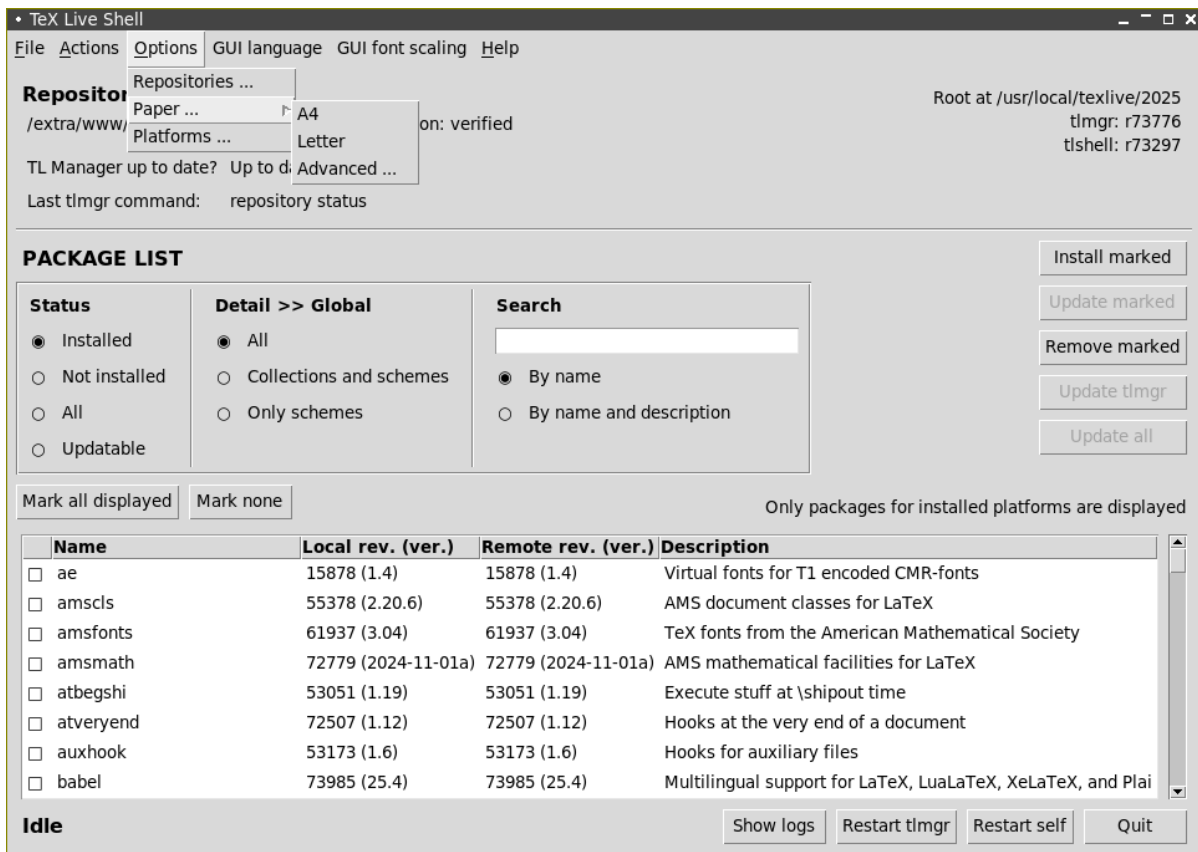 TeX Live Shell
File Actions Options GUI language GUI font scaling Help
Repositories ...
Paper ...
Platforms ...
A4
Letter
Advanced ...
Root at /usr/local/texlive/2025
/extra/www/ on: verified
tlmgr: r73776
tlshell: r73297
TL Manager up to date? Up to
Last tlmgr command: repository status
PACKAGE LIST
Install marked
Update marked
Remove marked
Update tlmgr
Update all
Status
Installed
Not installed
All
Updatable
Detail >> Global
All
Collections and schemes
Only schemes
Search
By name
By name and description
Mark all displayed Mark none
Only packages for installed platforms are displayed
Name Local rev. (ver.) Remote rev. (ver.) Description
ae 15878 (1.4) 15878 (1.4) Virtual fonts for T1 encoded CMR-fonts
amscls 55378 (2.20.6) 55378 (2.20.6) AMS document classes for LaTeX
amsfonts 61937 (3.04) 61937 (3.04) TeX fonts from the American Mathematical Society
amsmath 72779 (2024-11-01a) 72779 (2024-11-01a) AMS mathematical facilities for LaTeX
atbegshi 53051 (1.19) 53051 (1.19) Execute stuff at \shipout time
atveryend 72507 (1.12) 72507 (1.12) Hooks at the very end of a document
auxhook 53173 (1.6) 53173 (1.6) Hooks for auxiliary files
babel 73985 (25.4) 73985 (25.4) Multilingual support for LaTeX, LuaLaTeX, XeLaTeX, and Plai
Idle Show logs Restart tlmgr Restart self Quit